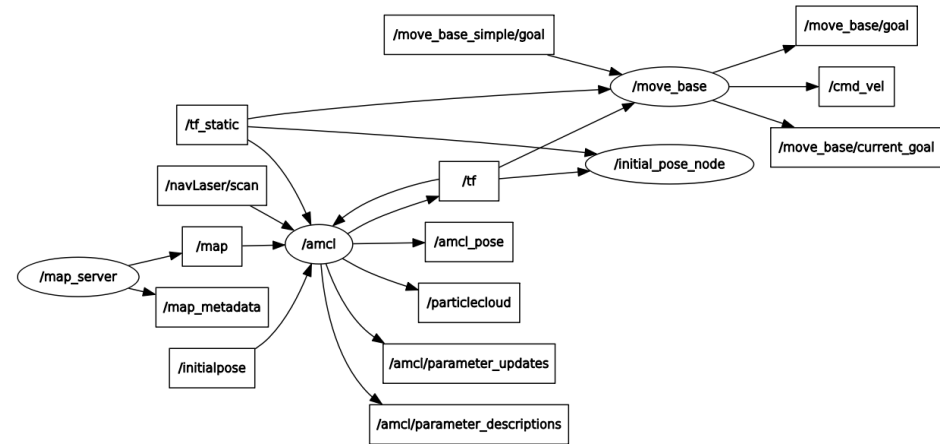 /move_base_simple/goal
/move_base/goal
/move_base
/cmd_vel
/tf_static
/move_base/current_goal
/initial_pose_node
/navLaser/scan
/tf
/map
/amcl
/amcl_pose
/map_server
/map_metadata
/particlecloud
/initialpose
/amcl/parameter_updates
/amcl/parameter_descriptions